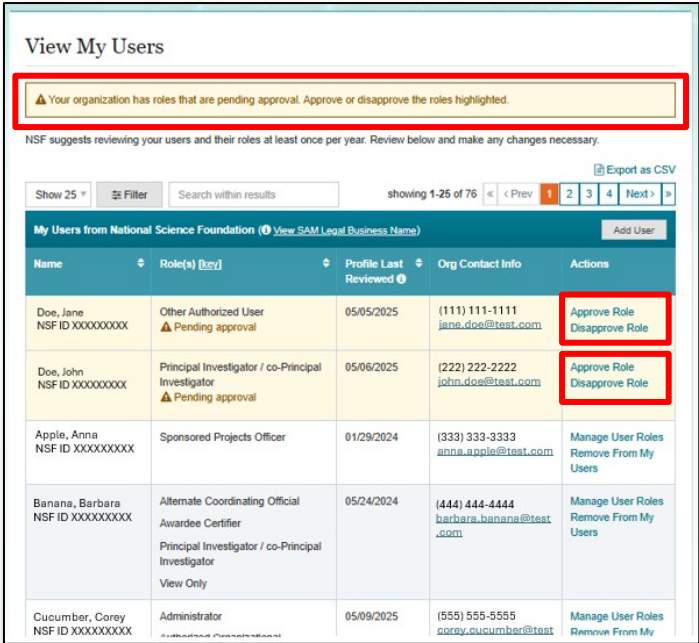 View My Users
Your organization has roles that are pending approval. Approve or disapprove the roles highlighted.
NSF suggests reviewing your users and their roles at least once per year. Review below and make any changes necessary.
Export as CSV
Show 25 Filter Search within results showing 1-25 of 76 « < Prev 1 2 3 4 Next > »
My Users from National Science Foundation (View SAM Legal Business Name) Add User
Name Role(s) [key] Profile Last Reviewed Org Contact Info Actions
Doe, Jane
NSF ID XXXXXXXXX
Other Authorized User
Pending approval
05/05/2025
(111) 111-1111
jane.doe@test.com
Approve Role
Disapprove Role
Doe, John
NSF ID XXXXXXXXX
Principal Investigator / co-Principal
Investigator
Pending approval
05/06/2025
(222) 222-2222
john.doe@test.com
Approve Role
Disapprove Role
Apple, Anna
NSF ID XXXXXXXXX
Sponsored Projects Officer
01/29/2024
(333) 333-3333
anna.apple@test.com
Manage User Roles
Remove From My
Users
Banana, Barbara
NSF ID XXXXXXXXX
Alternate Coordinating Official
Awardee Certifier
Principal Investigator / co-Principal
Investigator
View Only
05/24/2024
(444) 444-4444
barbara.banana@test
.com
Manage User Roles
Remove From My
Users
Cucumber, Corey
NSF ID XXXXXXXXX
Administrator
Authorized Organizational
05/09/2025
(555) 555-5555
corey.cucumber@test
Manage User Roles
Remove From My